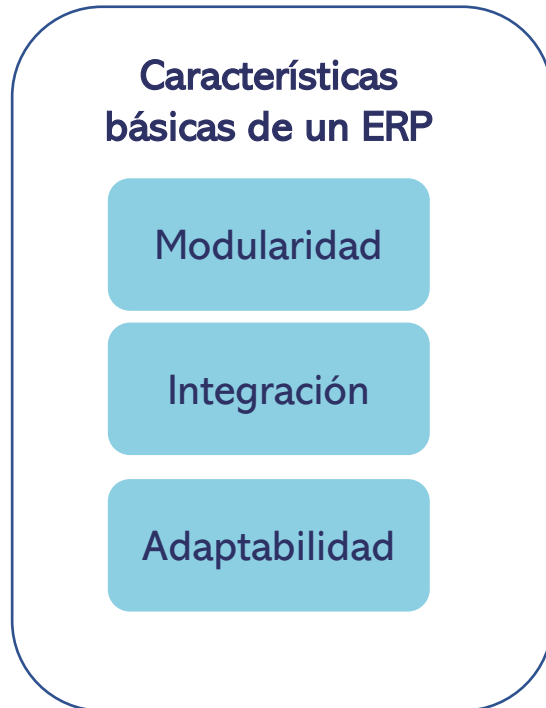 Características
básicas de un ERP
Modularidad
Integración
Adaptabilidad